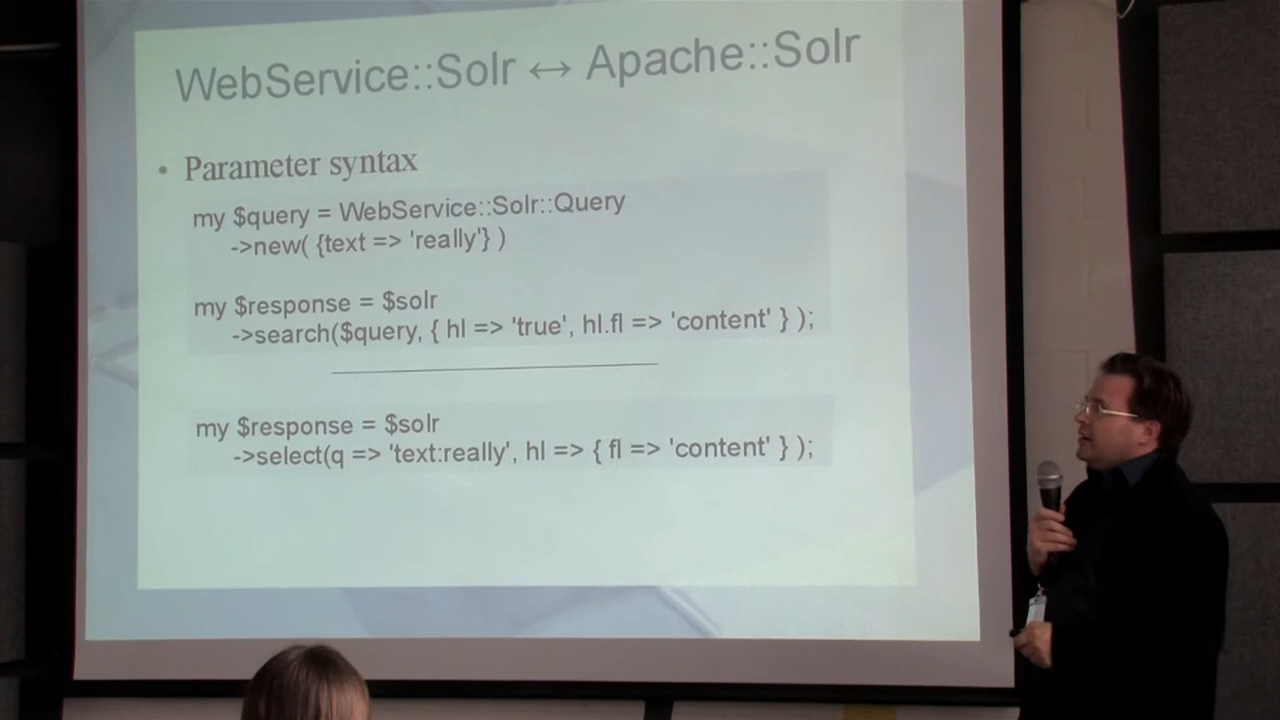 WebService::Solr ↔ Apache::Solr
• Parameter syntax
my $query = WebService::Solr::Query
->new( {text => 'really'} )
my $response = $solr
->search($query, { hl => 'true', hl.fl => 'content' } );
my $response = $solr
->select(q => 'text:really', hl => { fl => 'content' } );